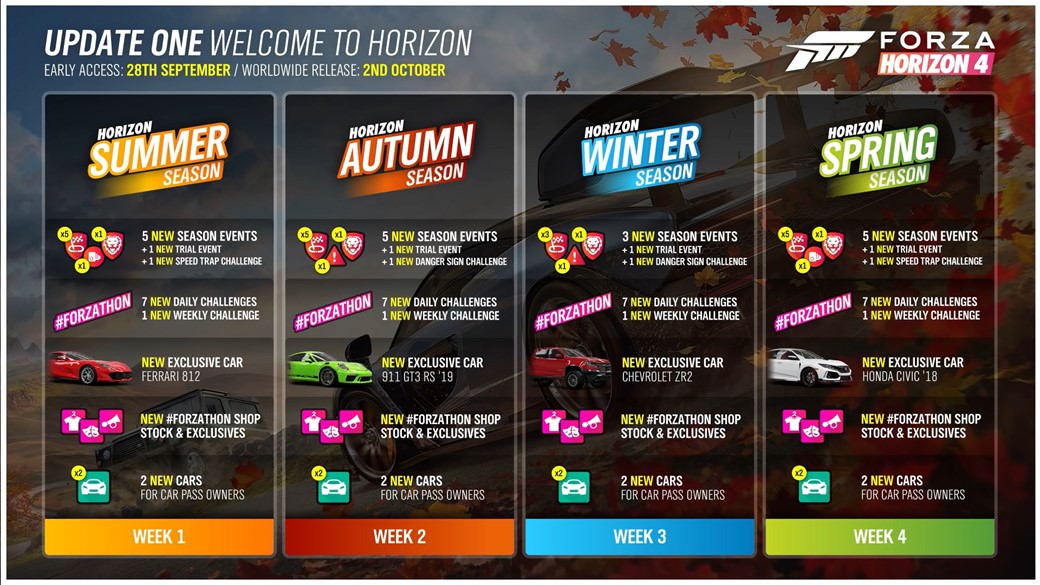 UPDATE ONE WELCOME TO HORIZON
EARLY ACCESS: 28TH SEPTEMBER / WORLDWIDE RELEASE: 2ND OCTOBER
FORZA
HORIZON 4
HORIZON
SUMMER
SEASON
x5
x1
x1
5 NEW SEASON EVENTS
+ 1 NEW TRIAL EVENT
+ 1 NEW SPEED TRAP CHALLENGE
#FORZATHON
7 NEW DAILY CHALLENGES
1 NEW WEEKLY CHALLENGE
NEW EXCLUSIVE CAR
FERRARI 812
2
NEW #FORZATHON SHOP
STOCK & EXCLUSIVES
x2
2 NEW CARS
FOR CAR PASS OWNERS
WEEK 1
HORIZON
AUTUMN
SEASON
x5
x1
x1
5 NEW SEASON EVENTS
+ 1 NEW TRIAL EVENT
+ 1 NEW DANGER SIGN CHALLENGE
#FORZATHON
7 NEW DAILY CHALLENGES
1 NEW WEEKLY CHALLENGE
NEW EXCLUSIVE CAR
911 GT3 RS '19
2
NEW #FORZATHON SHOP
STOCK & EXCLUSIVES
x2
2 NEW CARS
FOR CAR PASS OWNERS
WEEK 2
HORIZON
WINTER
SEASON
x3
x1
x1
3 NEW SEASON EVENTS
+ 1 NEW TRIAL EVENT
+ 1 NEW DANGER SIGN CHALLENGE
#FORZATHON
7 NEW DAILY CHALLENGES
1 NEW WEEKLY CHALLENGE
NEW EXCLUSIVE CAR
CHEVROLET ZR2
2
NEW #FORZATHON SHOP
STOCK & EXCLUSIVES
x2
2 NEW CARS
FOR CAR PASS OWNERS
WEEK 3
HORIZON
SPRING
SEASON
x5
x1
x1
5 NEW SEASON EVENTS
+ 1 NEW TRIAL EVENT
+ 1 NEW SPEED TRAP CHALLENGE
#FORZATHON
7 NEW DAILY CHALLENGES
1 NEW WEEKLY CHALLENGE
NEW EXCLUSIVE CAR
HONDA CIVIC '18
2
NEW #FORZATHON SHOP
STOCK & EXCLUSIVES
x2
2 NEW CARS
FOR CAR PASS OWNERS
WEEK 4